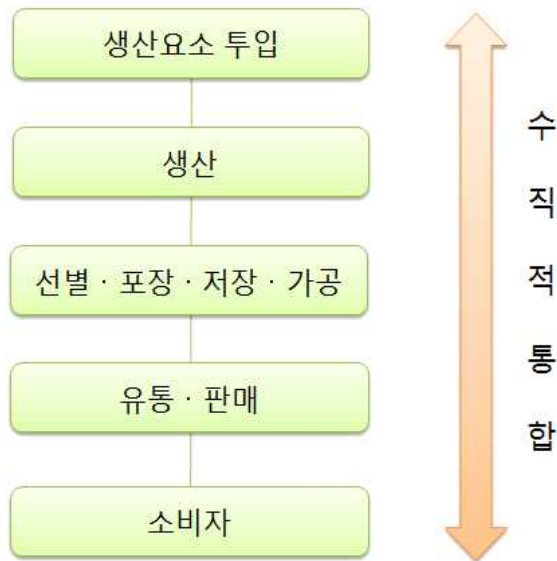 생산요소 투입
생산
선별 · 포장 · 저장 · 가공
유통 · 판매
소비자
수
직
적
통
합